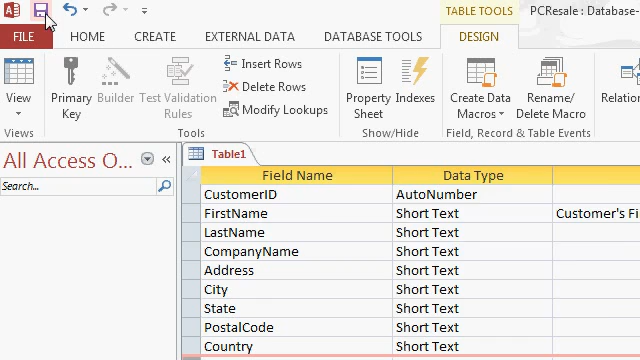 TABLE TOOLS
PCResale : Database-
FILE
HOME
CREATE
EXTERNAL DATA
DATABASE TOOLS
DESIGN
View
Primary Key
Builder
Test Validation Rules
Insert Rows
Delete Rows
Modify Lookups
Property Sheet
Indexes
Create Data Macros
Rename/ Delete Macro
Relation
Views
Tools
Show/Hide
Field, Record & Table Events
All Access O...
«
Table1
Search...
Field Name Data Type
CustomerID AutoNumber
FirstName Short Text Customer's Fi
LastName Short Text
CompanyName Short Text
Address Short Text
City Short Text
State Short Text
PostalCode Short Text
Country Short Text